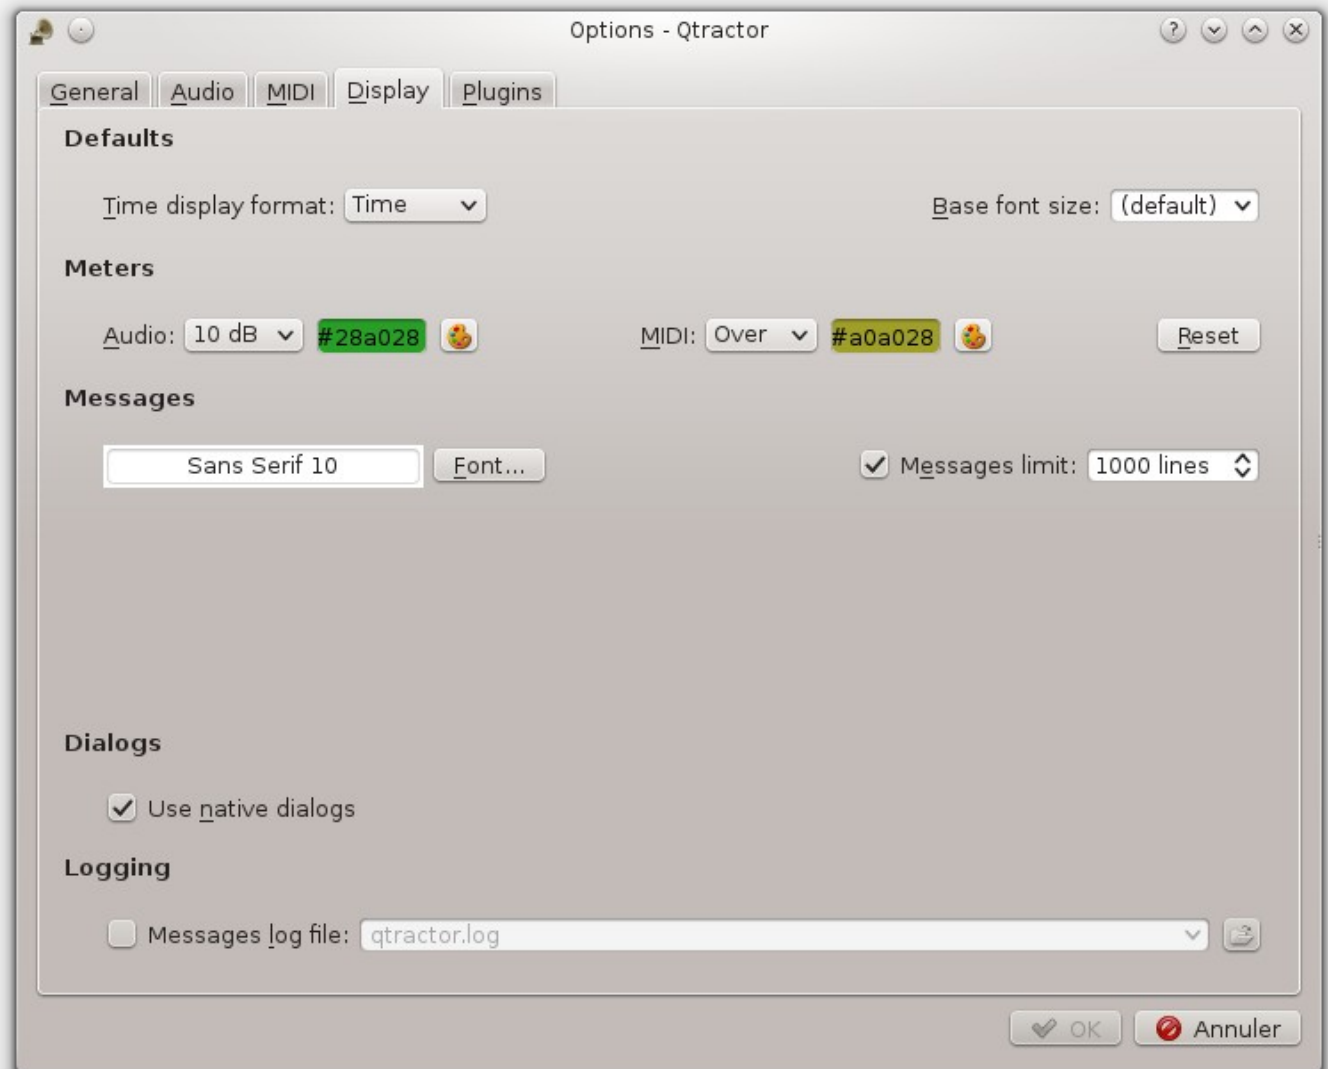 Options - Qtractor
General Audio MIDI Display Plugins
Defaults
Time display format: Time Base font size: (default)
Meters
Audio: 10 dB #28a028 MIDI: Over #a0a028 Reset
Messages
Sans Serif 10 Font... Messages limit: 1000 lines
Dialogs
Use native dialogs
Logging
Messages log file: qtractor.log
OK Annuler